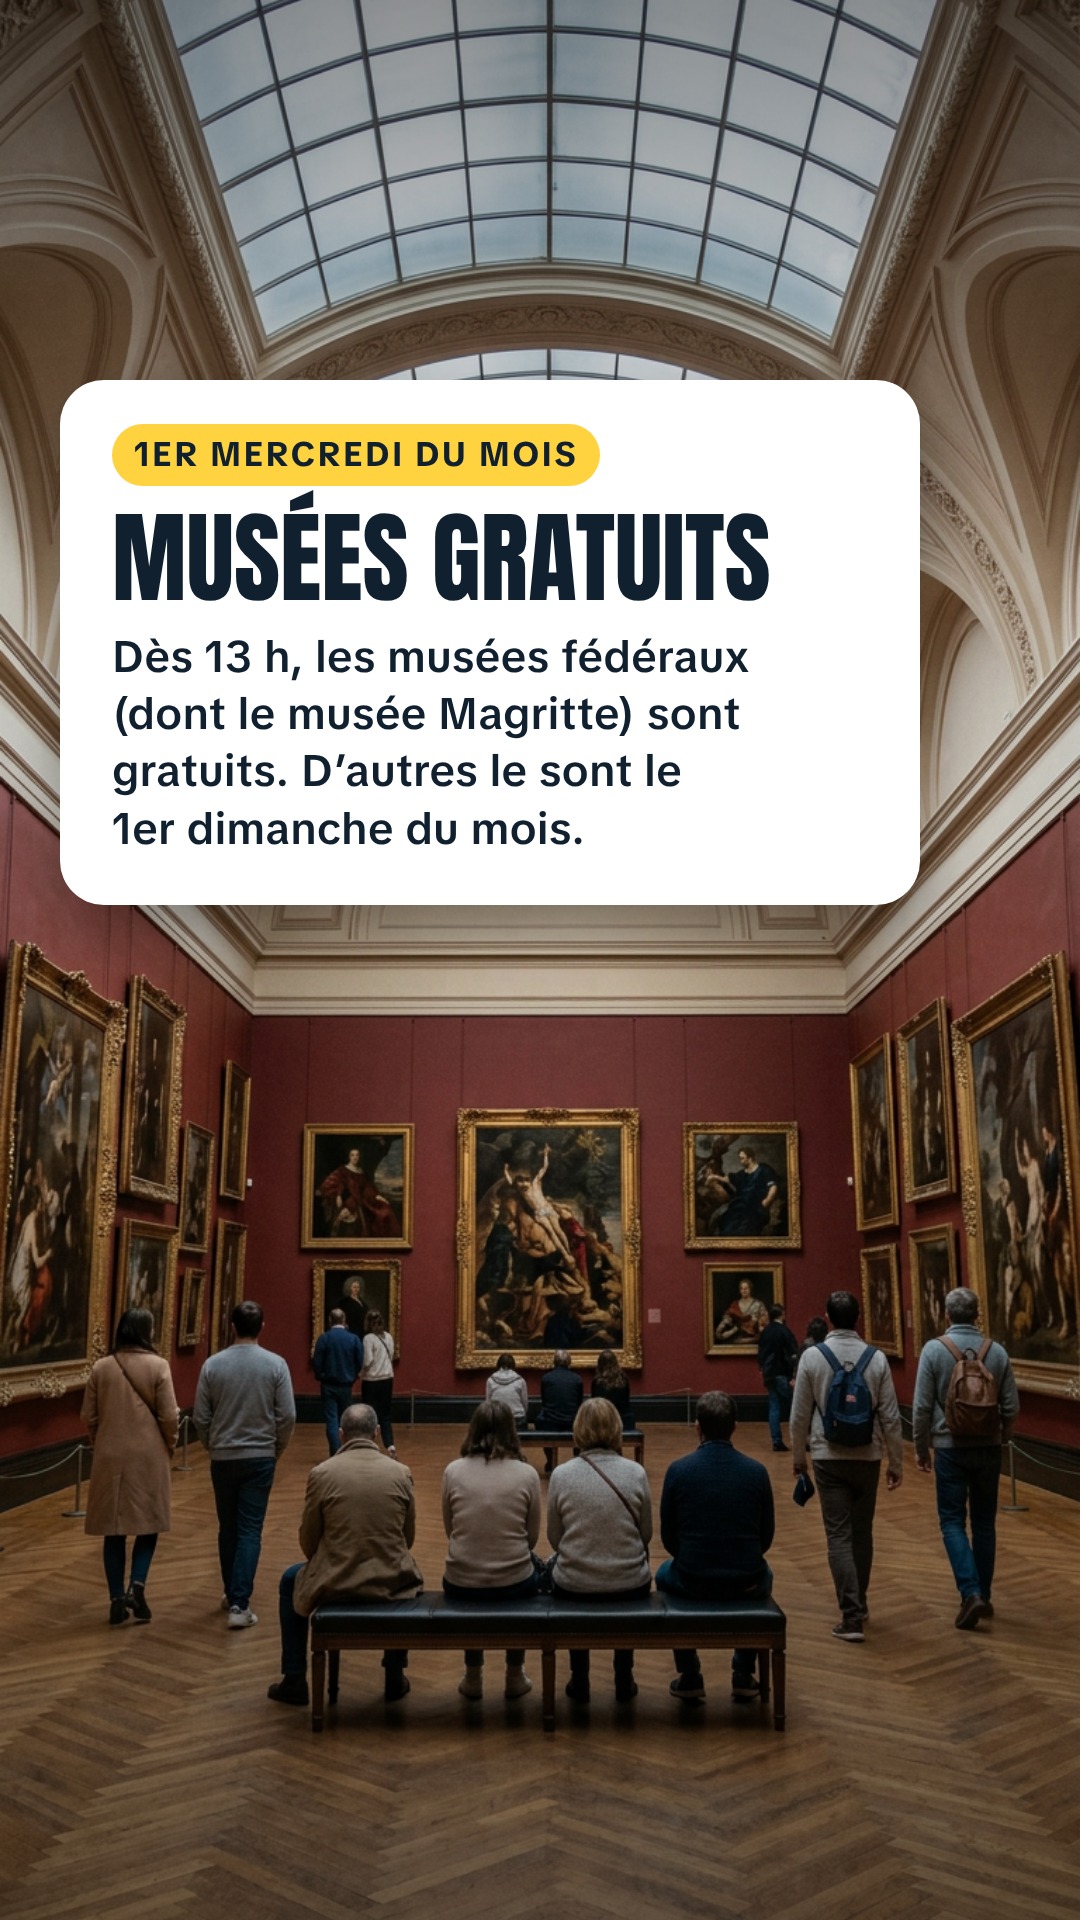 1ER MERCREDI DU MOIS
MUSÉES GRATUITS
Dès 13 h, les musées fédéraux
(dont le musée Magritte) sont
gratuits. D’autres le sont le
1er dimanche du mois.